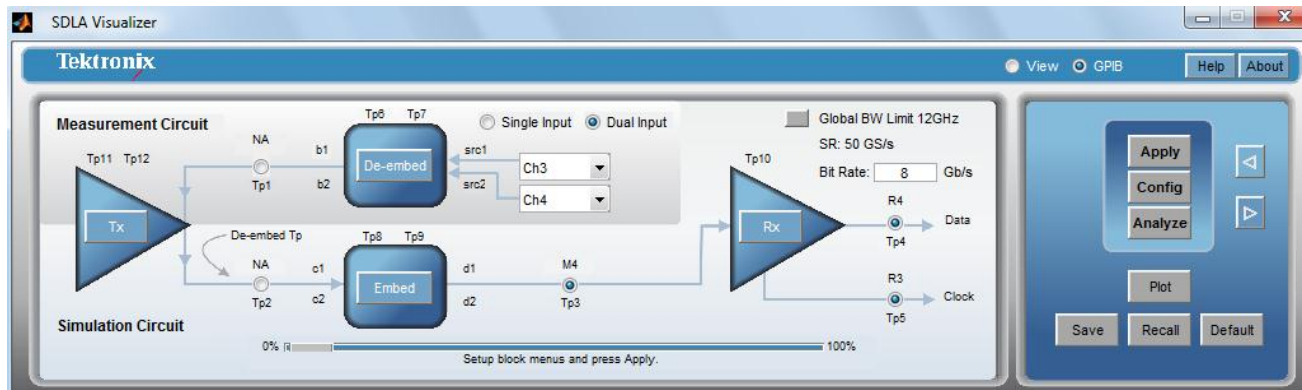 SDLA Visualizer
Tektronix
View
GPIB
Help
About
Measurement Circuit
Tp11 Tp12
NA
Tp1
b1
b2
Tp6 Tp7
De-embed
Single Input
Dual Input
src1
src2
Ch3
Ch4
Global BW Limit 12GHz
SR: 50 GS/s
Bit Rate: 8 Gb/s
Tp10
Tx
Rx
R4
Data
Tp4
De-embed Tp
NA
Tp2
c1
c2
Tp8 Tp9
Embed
d1
d2
M4
Tp3
R3
Clock
Tp5
Simulation Circuit
0%
100%
Setup block menus and press Apply.
Apply
Config
Analyze
Plot
Save
Recall
Default